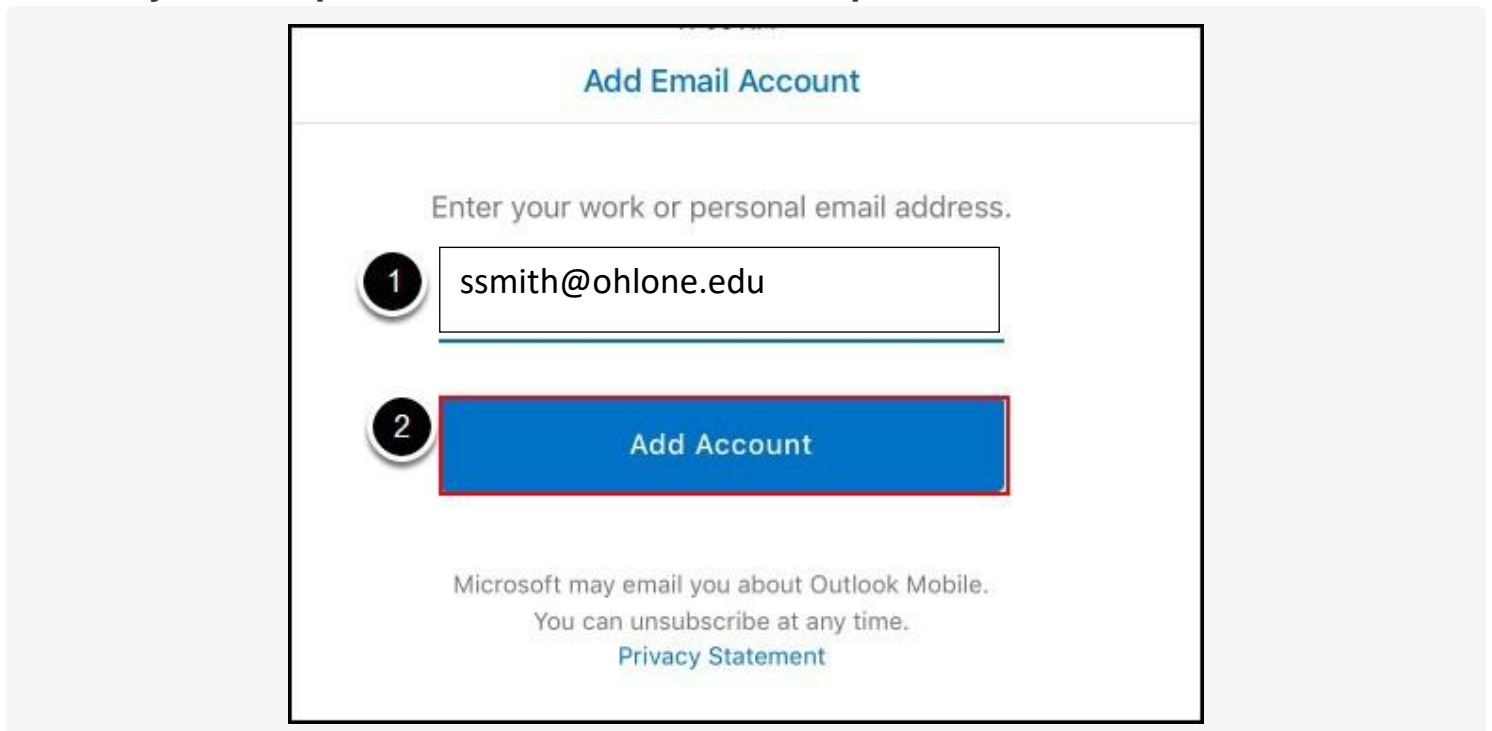 Add Email Account
Enter your work or personal email address.
1 ssmith@ohlone.edu
2 Add Account
Microsoft may email you about Outlook Mobile.
You can unsubscribe at any time.
Privacy Statement